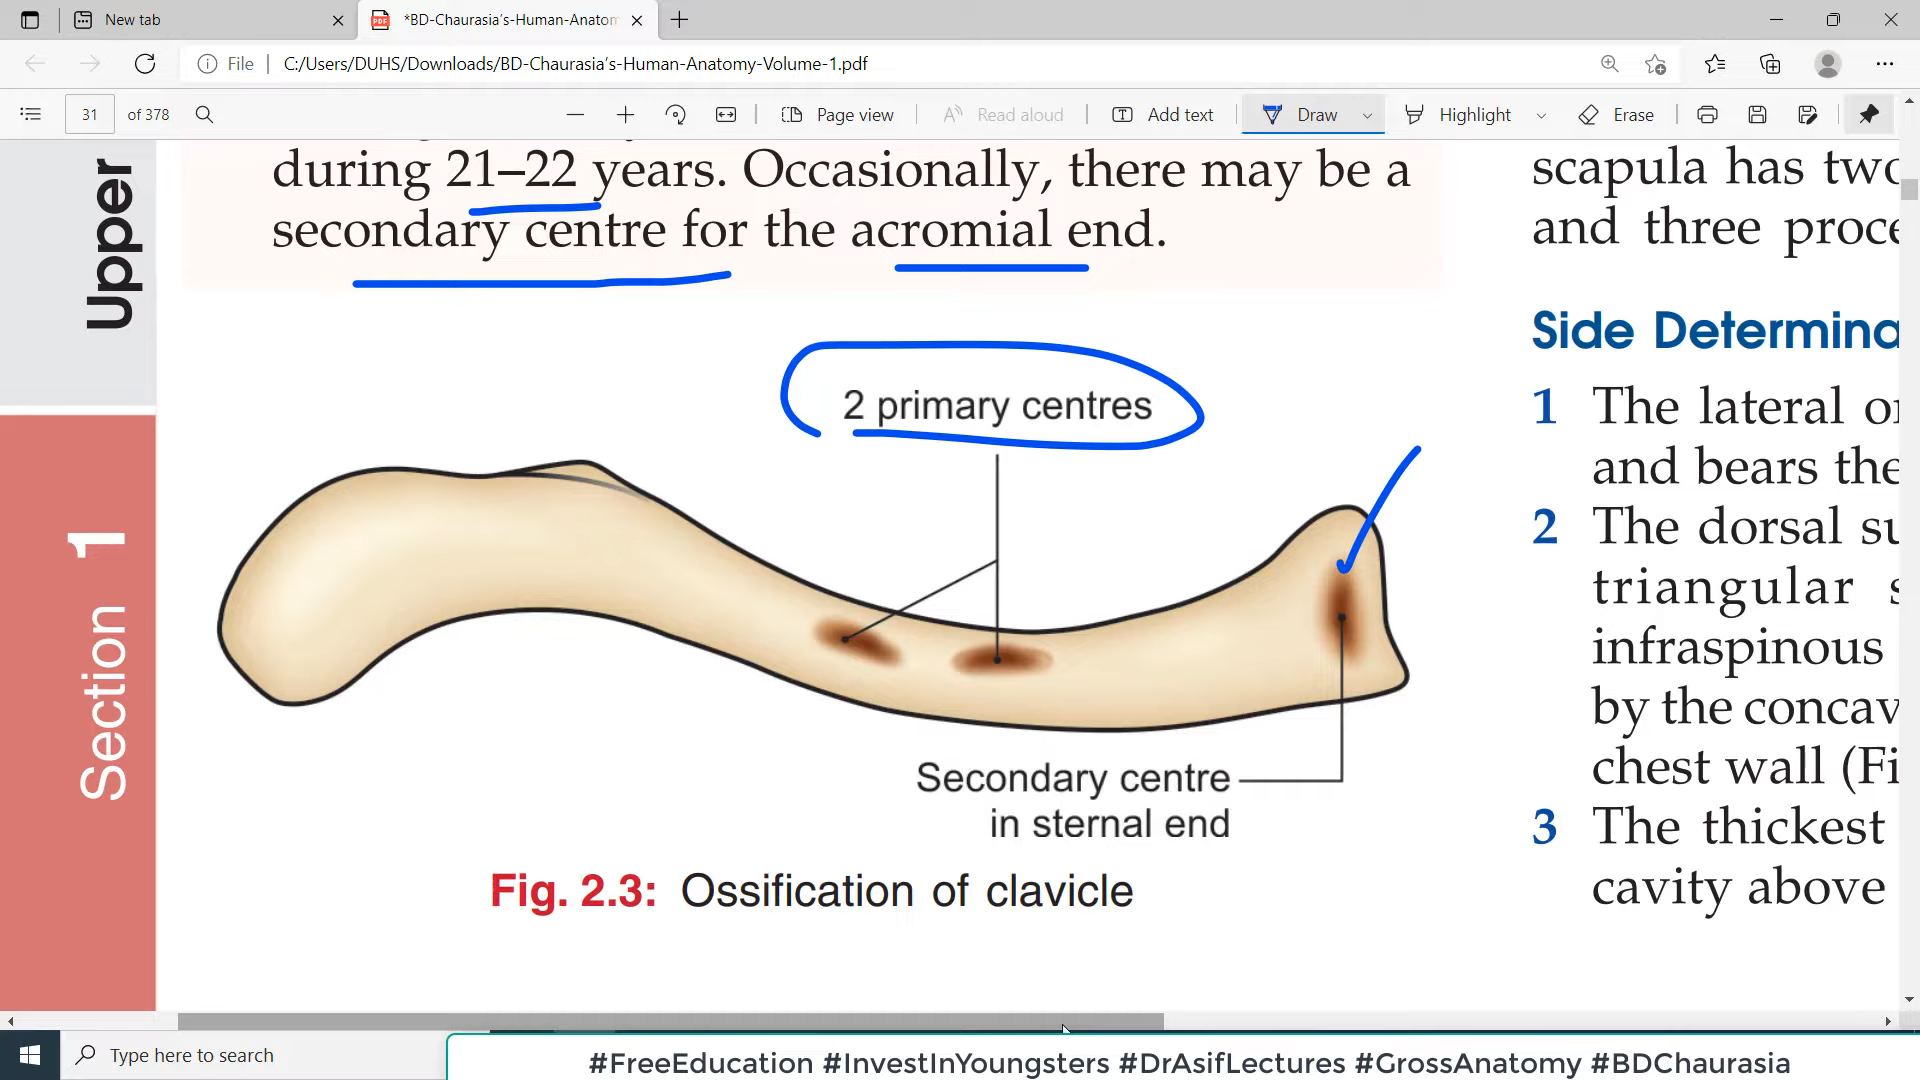 New tab
*BD-Chaurasia's-Human-Anatom
File
C:/Users/DUHS/Downloads/BD-Chaurasia's-Human-Anatomy-Volume-1.pdf
31 of 378
Page view
Read aloud
Add text
Draw
Highlight
Erase
Upper
Section 1
during 21–22 years. Occasionally, there may be a
secondary centre for the acromial end.
2 primary centres
Secondary centre
in sternal end
Fig. 2.3: Ossification of clavicle
scapula has two
and three proce
Side Determina
1 The lateral or
and bears the
2 The dorsal su
triangular s
infraspinous
by the concav
chest wall (Fi
3 The thickest
cavity above
Type here to search
#FreeEducation #InvestInYoungsters #DrAsifLectures #GrossAnatomy #BDChaurasia